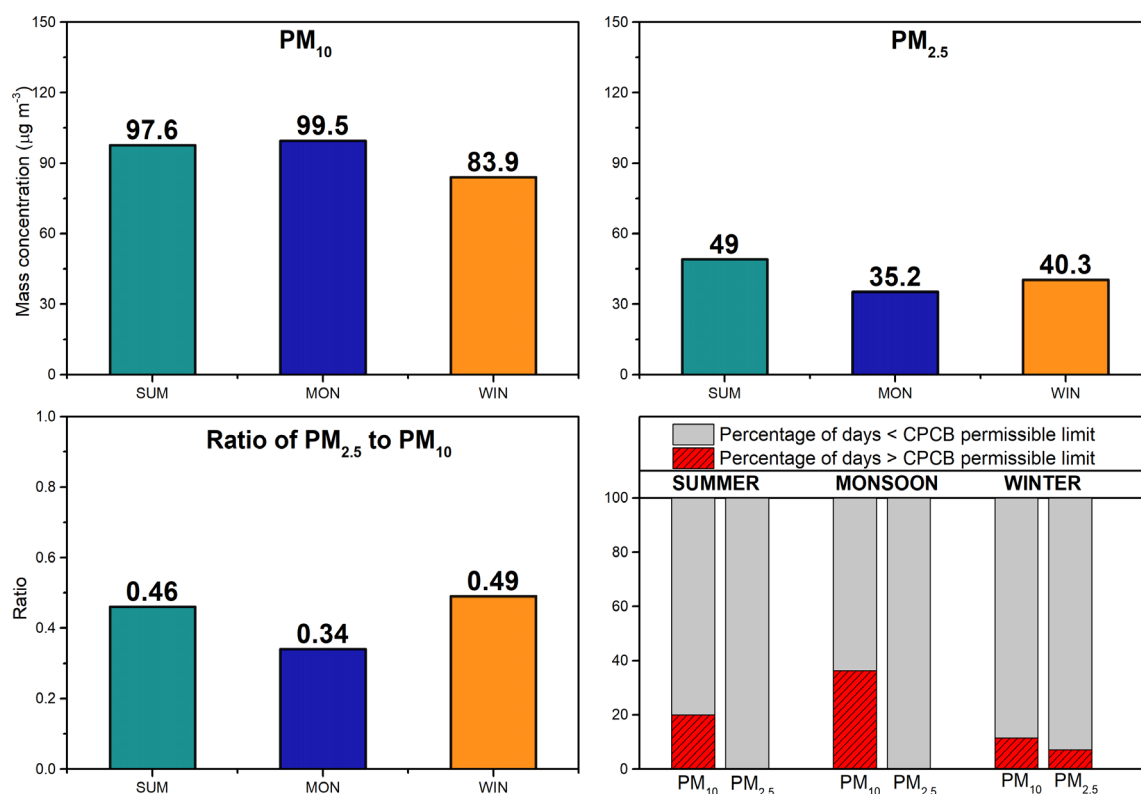 PM₁₀
Mass concentration (μg m⁻³)
150
120
90
60
30
0
97.6
99.5
83.9
SUM
MON
WIN
PM₂.₅
150
120
90
60
30
0
49
35.2
40.3
SUM
MON
WIN
Ratio of PM₂.₅ to PM₁₀
Ratio
1.0
0.8
0.6
0.4
0.2
0.0
0.46
0.34
0.49
SUM
MON
WIN
Percentage of days < CPCB permissible limit
Percentage of days > CPCB permissible limit
SUMMER MONSOON WINTER
100
80
60
40
20
0
PM₁₀ PM₂.₅ PM₁₀ PM₂.₅ PM₁₀ PM₂.₅